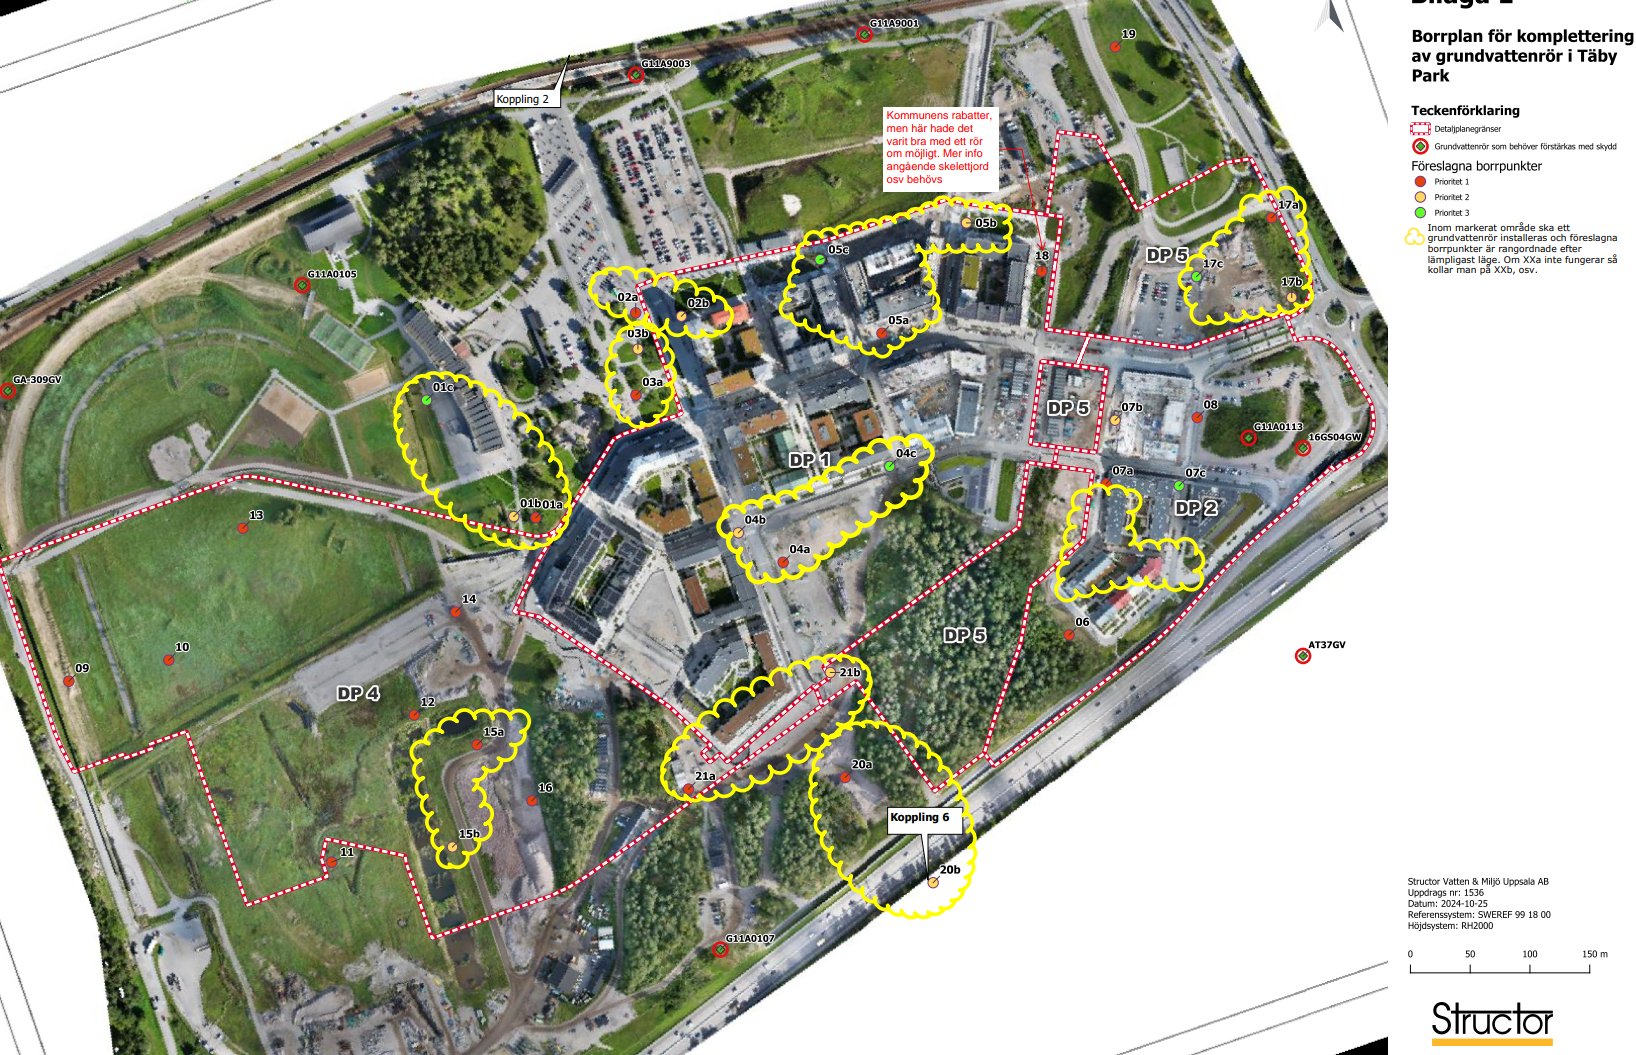 Borrplan för komplettering
av grundvattenrör i Täby
Park
Teckenförklaring
Detaljplanegränser
Grundvattenrör som behöver förstärkas med skydd
Föreslagna borrpunkter
Prioritet 1
Prioritet 2
Prioritet 3
Inom markerat område ska ett
grundvattenrör installeras och föreslagna
borrpunkter är rangordnade efter
lämpligast läge. Om XXa inte fungerar så
kollar man på XXb, osv.
G11A9001
19
G11A9003
Koppling 2
Kommunens rabatter,
men här hade det
varit bra med ett rör
om möjligt. Mer info
angående skelettjord
osv behövs
17a
05b
05c
18
DP 5
17c
17b
G11A0105
02a
02b
05a
03b
03a
GA-309GV
01c
DP 5
07b
08
G11A0113
16GS04GW
DP 1
04c
07a
07c
DP 2
01b
01a
13
04b
04a
14
06
DP 5
10
09
AT37GV
DP 4
21b
12
15a
21a
20a
16
Koppling 6
15b
11
20b
G11A0107
Structor Vatten & Miljö Uppsala AB
Uppdrags nr: 1536
Datum: 2024-10-25
Referenssystem: SWEREF 99 18 00
Höjdsystem: RH2000
0 50 100 150 m
Structor